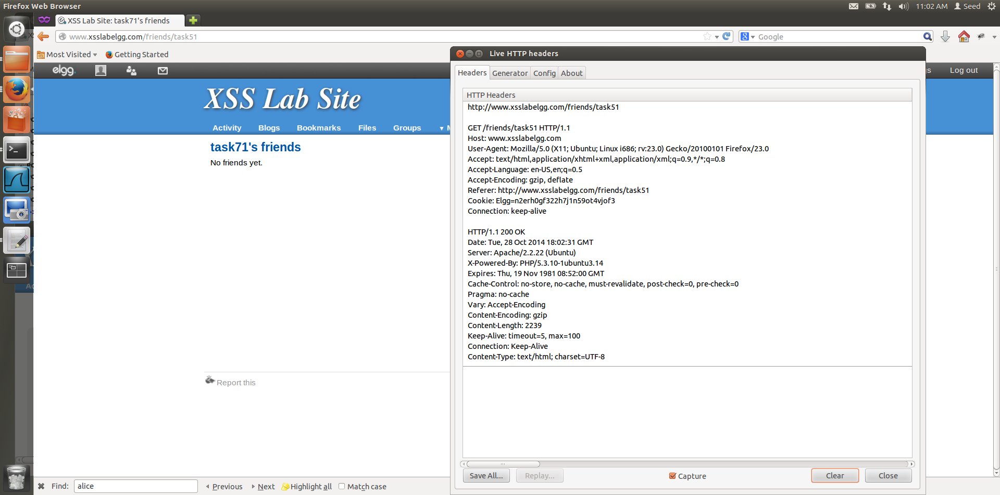 Firefox Web Browser
11:02 AM Seed
XSS Lab Site: task71's friends
www.xsslabelgg.com/friends/task51
Google
Most Visited
Getting Started
elgg.
Log out
XSS Lab Site
Activity Blogs Bookmarks Files Groups
task71's friends
No friends yet.
Report this
Live HTTP headers
Headers Generator Config About
HTTP Headers
http://www.xsslabelgg.com/friends/task51
GET /friends/task51 HTTP/1.1
Host: www.xsslabelgg.com
User-Agent: Mozilla/5.0 (X11; Ubuntu; Linux i686; rv:23.0) Gecko/20100101 Firefox/23.0
Accept: text/html,application/xhtml+xml,application/xml;q=0.9,*/*;q=0.8
Accept-Language: en-US,en;q=0.5
Accept-Encoding: gzip, deflate
Referer: http://www.xsslabelgg.com/friends/task51
Cookie: Elgg=n2erh0gf322h7j1n59ot4vjof3
Connection: keep-alive
HTTP/1.1 200 OK
Date: Tue, 28 Oct 2014 18:02:31 GMT
Server: Apache/2.2.22 (Ubuntu)
X-Powered-By: PHP/5.3.10-1ubuntu3.14
Expires: Thu, 19 Nov 1981 08:52:00 GMT
Cache-Control: no-store, no-cache, must-revalidate, post-check=0, pre-check=0
Pragma: no-cache
Vary: Accept-Encoding
Content-Encoding: gzip
Content-Length: 2239
Keep-Alive: timeout=5, max=100
Connection: Keep-Alive
Content-Type: text/html; charset=UTF-8
Save All... Replay... Capture Clear Close
Find: alice Previous Next Highlight all Match case